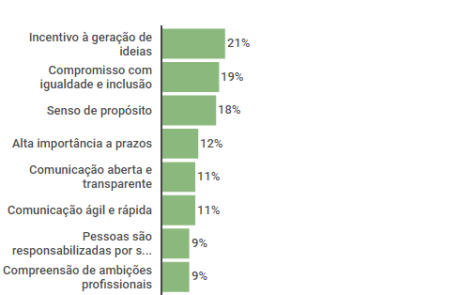 Incentivo à geração de
ideias
21%
Compromisso com
igualdade e inclusão
19%
Senso de propósito
18%
Alta importância a prazos
12%
Comunicação aberta e
transparente
11%
Comunicação ágil e rápida
11%
Pessoas são
responsabilizadas por s...
9%
Compreensão de ambições
profissionais
9%